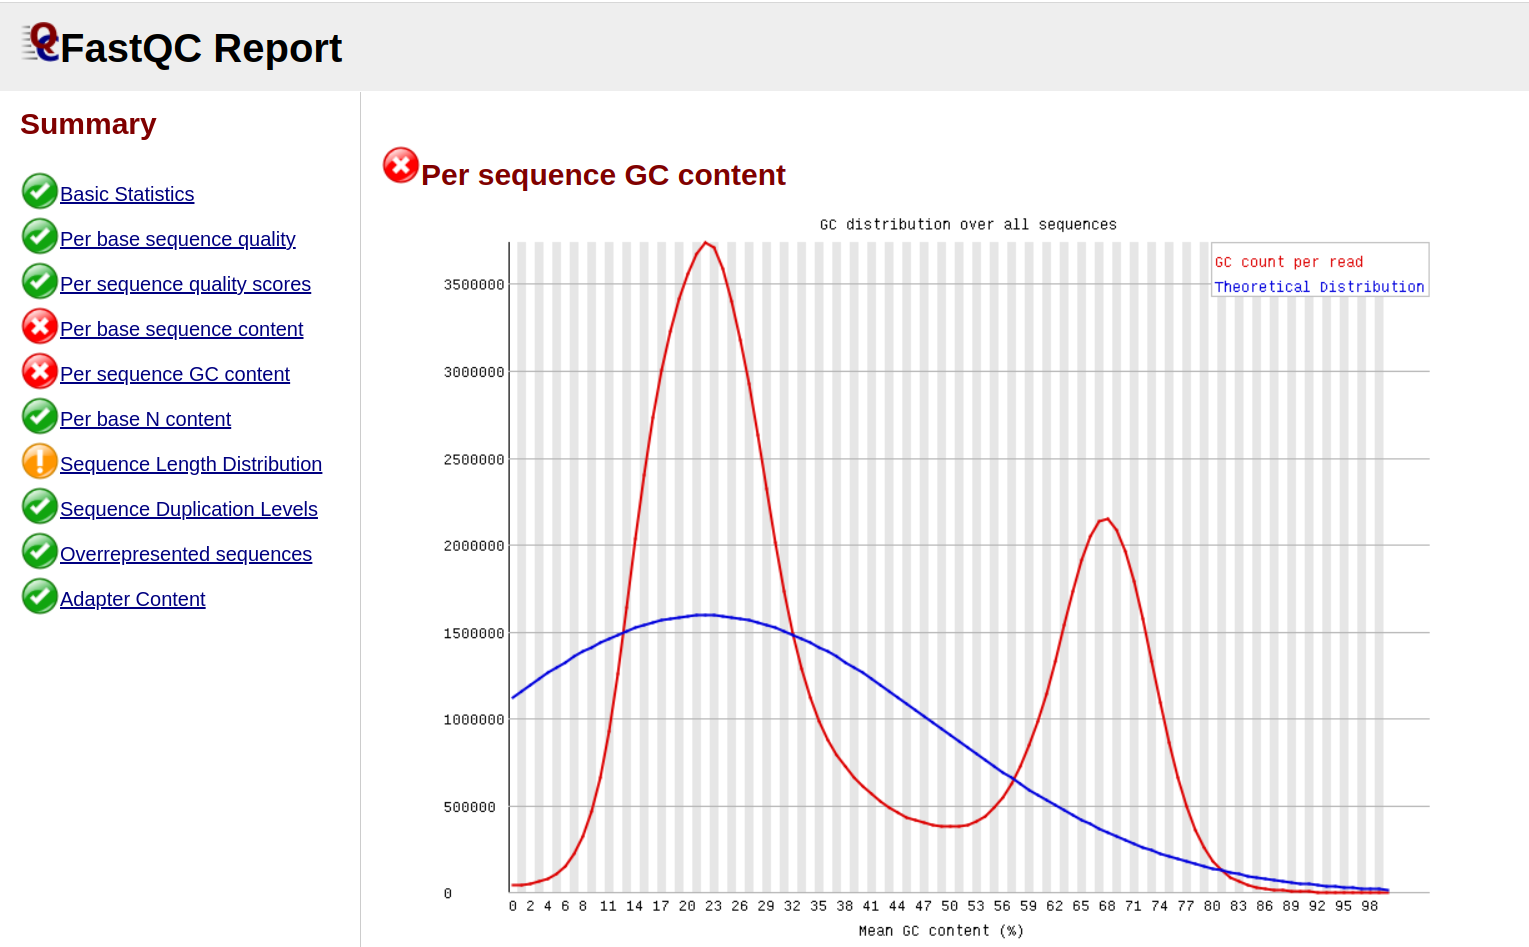 FastQC Report
Summary
Basic Statistics
Per base sequence quality
Per sequence quality scores
Per base sequence content
Per sequence GC content
Per base N content
Sequence Length Distribution
Sequence Duplication Levels
Overrepresented sequences
Adapter Content
Per sequence GC content
GC distribution over all sequences
GC count per read
Theoretical Distribution
3500000
3000000
2500000
2000000
1500000
1000000
500000
0
0 2 4 6 8 11 14 17 20 23 26 29 32 35 38 41 44 47 50 53 56 59 62 65 68 71 74 77 80 83 86 89 92 95 98
Mean GC content (%)